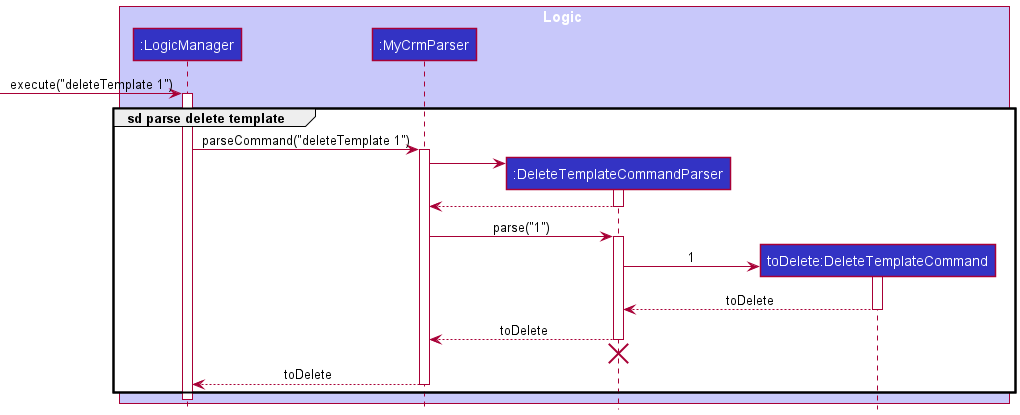 Logic
:LogicManager
:MyCrmParser
execute("deleteTemplate 1")
sd parse delete template
parseCommand("deleteTemplate 1")
:DeleteTemplateCommandParser
parse("1")
1
toDelete:DeleteTemplateCommand
toDelete
toDelete
toDelete